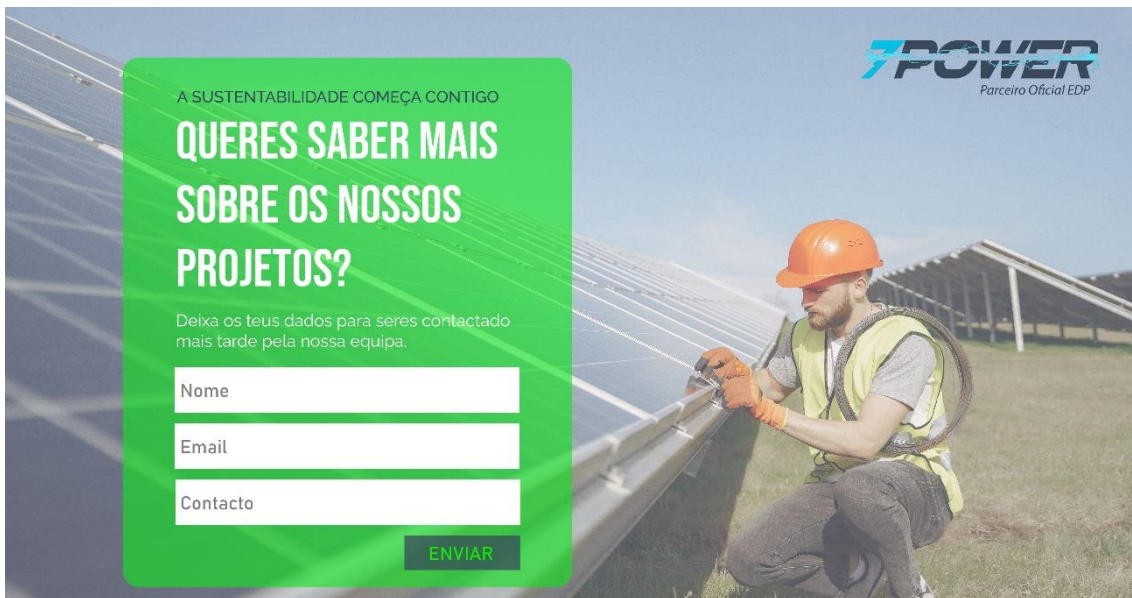 A SUSTENTABILIDADE COMEÇA CONTIGO
QUERES SABER MAIS
SOBRE OS NOSSOS
PROJETOS?
Deixa os teus dados para seres contactado
mais tarde pela nossa equipa.
Nome
Email
Contacto
ENVIAR
7POWER
Parceiro Oficial EDP